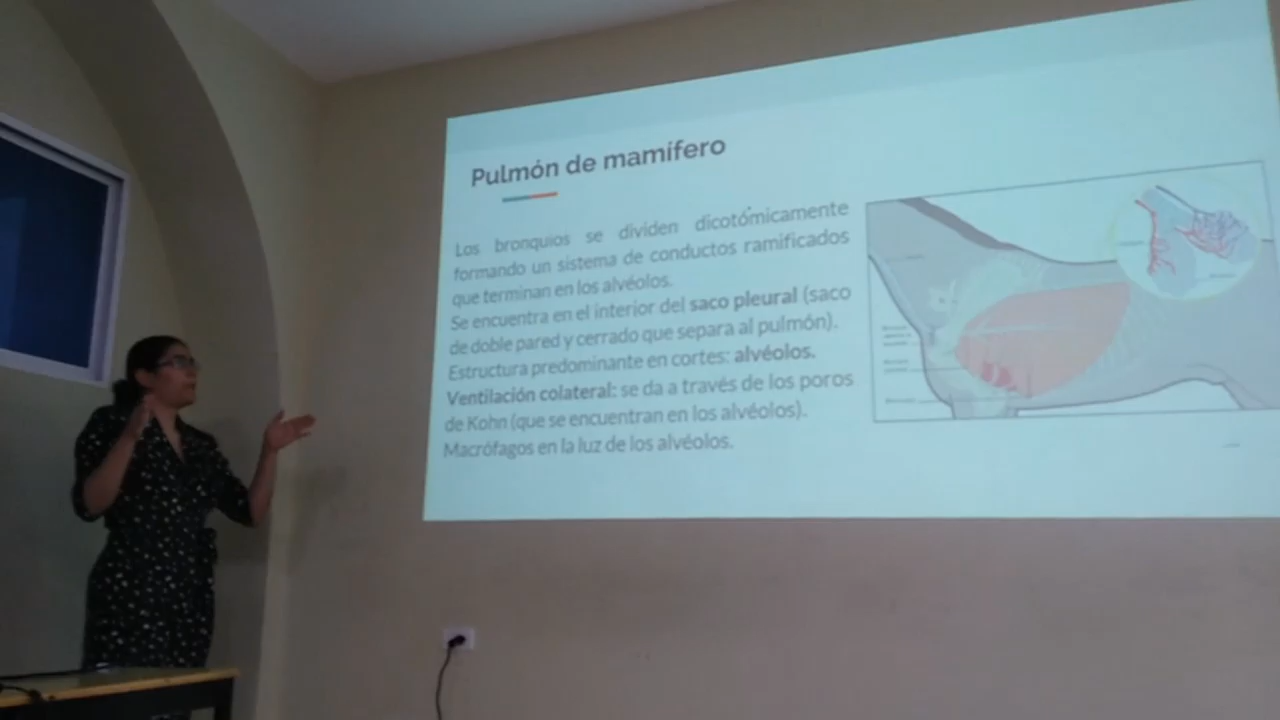 Pulmón de mamífero
Los bronquios se dividen dicotómicamente
formando un sistema de conductos ramificados
que terminan en los alvéolos.
Se encuentra en el interior del saco pleural (saco
de doble pared y cerrado que separa al pulmón).
Estructura predominante en cortes: alvéolos.
Ventilación colateral: se da a través de los poros
de Kohn (que se encuentran en los alvéolos).
Macrófagos en la luz de los alvéolos.